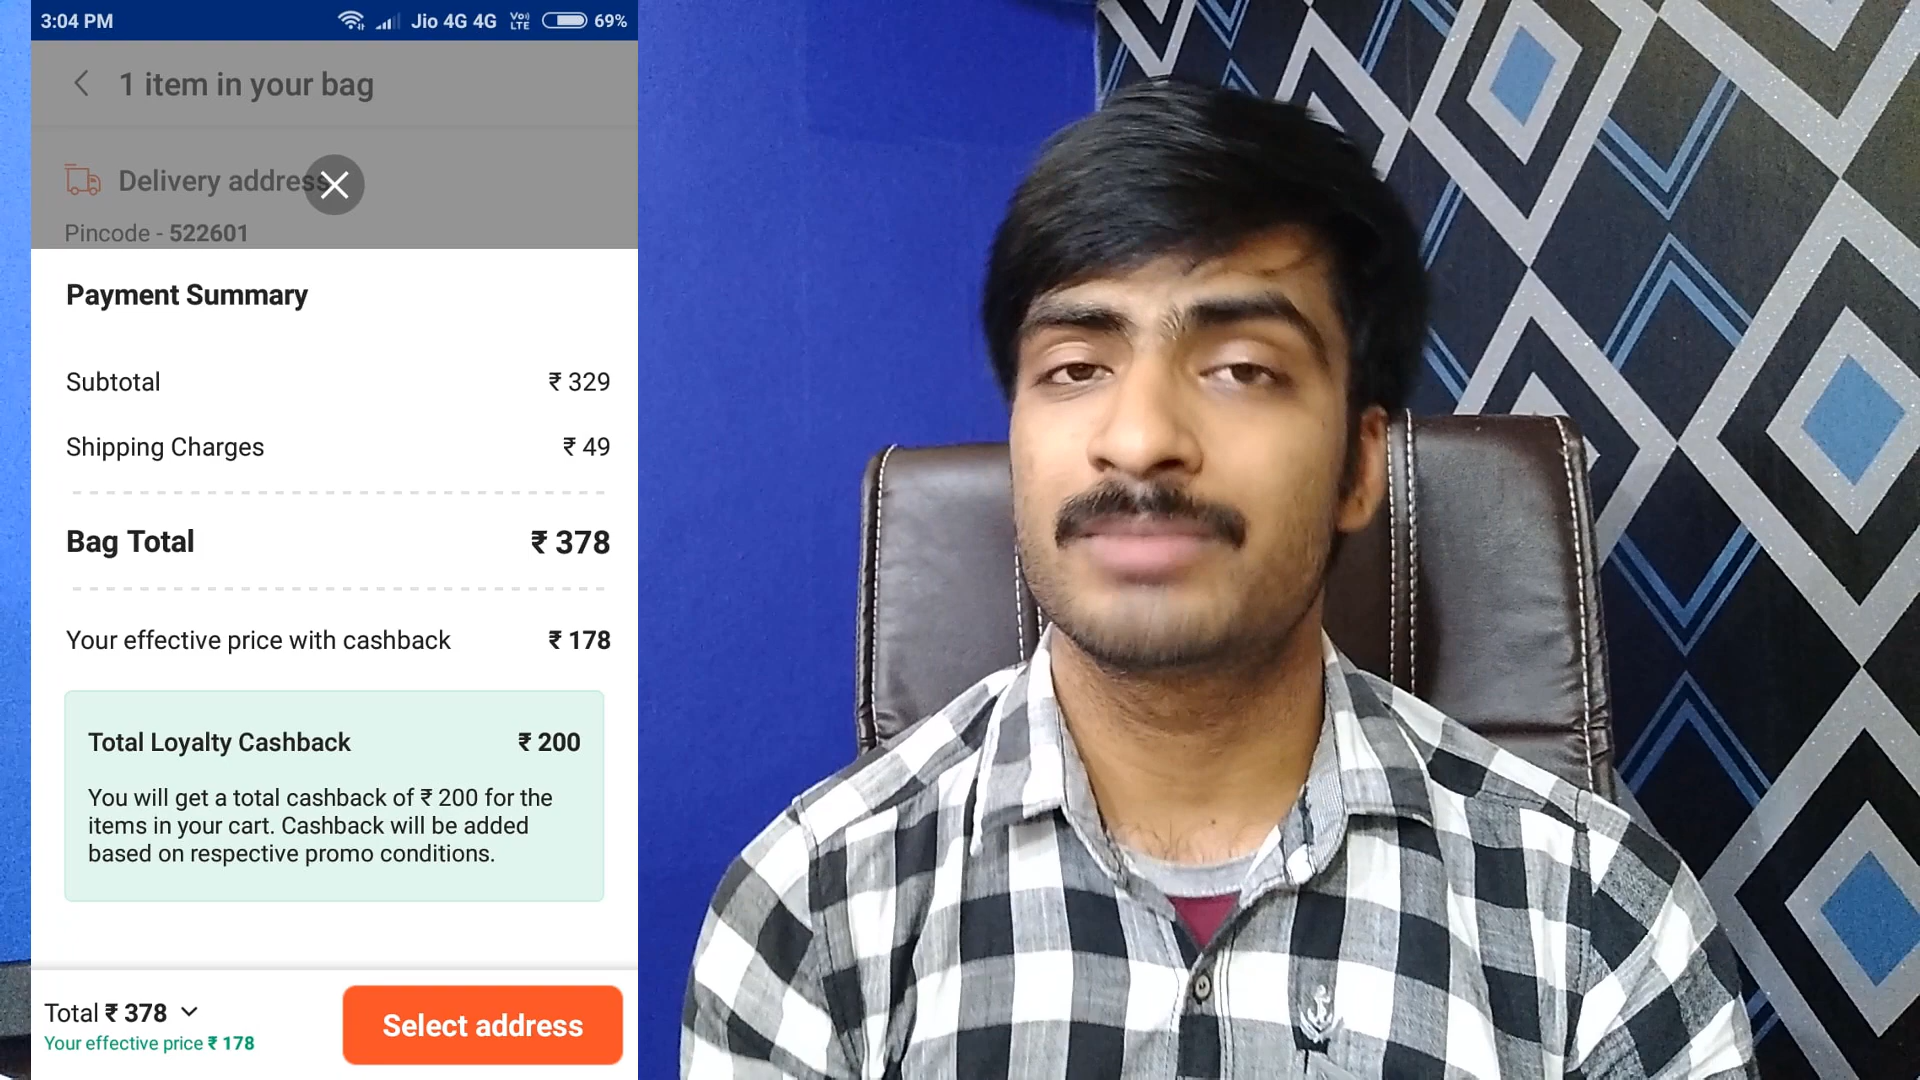 3:04 PM Jio 4G 4G Vo) LTE 69%
1 item in your bag
Delivery address
Pincode - 522601
Payment Summary
Subtotal ₹ 329
Shipping Charges ₹ 49
Bag Total ₹ 378
Your effective price with cashback ₹ 178
Total Loyalty Cashback ₹ 200
You will get a total cashback of ₹ 200 for the
items in your cart. Cashback will be added
based on respective promo conditions.
Total ₹ 378
Your effective price ₹ 178
Select address